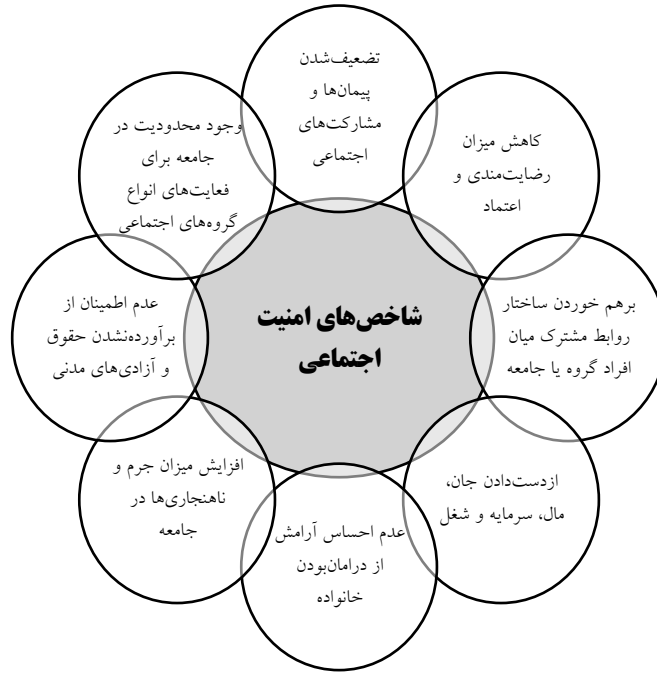 تضعیف‌شدن
پیمان‌ها و
مشارکت‌های
اجتماعی
کاهش میزان
رضایت‌مندی و
اعتماد
برهم خوردن ساختار
روابط مشترک میان
افراد گروه یا جامعه
ازدست‌دادن جان،
مال، سرمایه و شغل
عدم احساس آرامش
از درامان‌بودن
خانواده
افزایش میزان جرم و
ناهنجاری‌ها در
جامعه
عدم اطمینان از
برآورده‌نشدن حقوق
و آزادی‌های مدنی
وجود محدودیت در
جامعه برای
فعایت‌های انواع
گروه‌های اجتماعی
شاخص‌های امنیت
اجتماعی